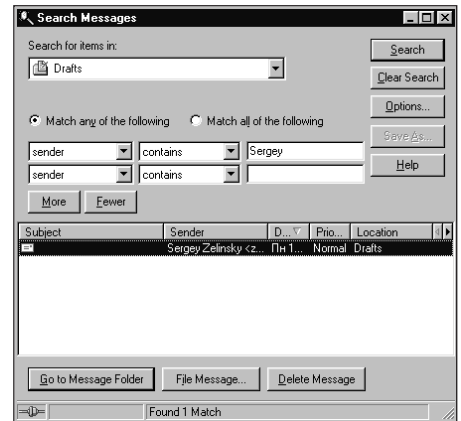 Search Messages
Search for items in:
Drafts
Search
Clear Search
Options...
Save As...
Help
Match any of the following Match all of the following
sender contains Sergey
sender contains
More Fewer
Subject Sender D... Prio... Location
Sergey Zelinsky <z... Пн 1... Normal Drafts
Go to Message Folder File Message... Delete Message
Found 1 Match